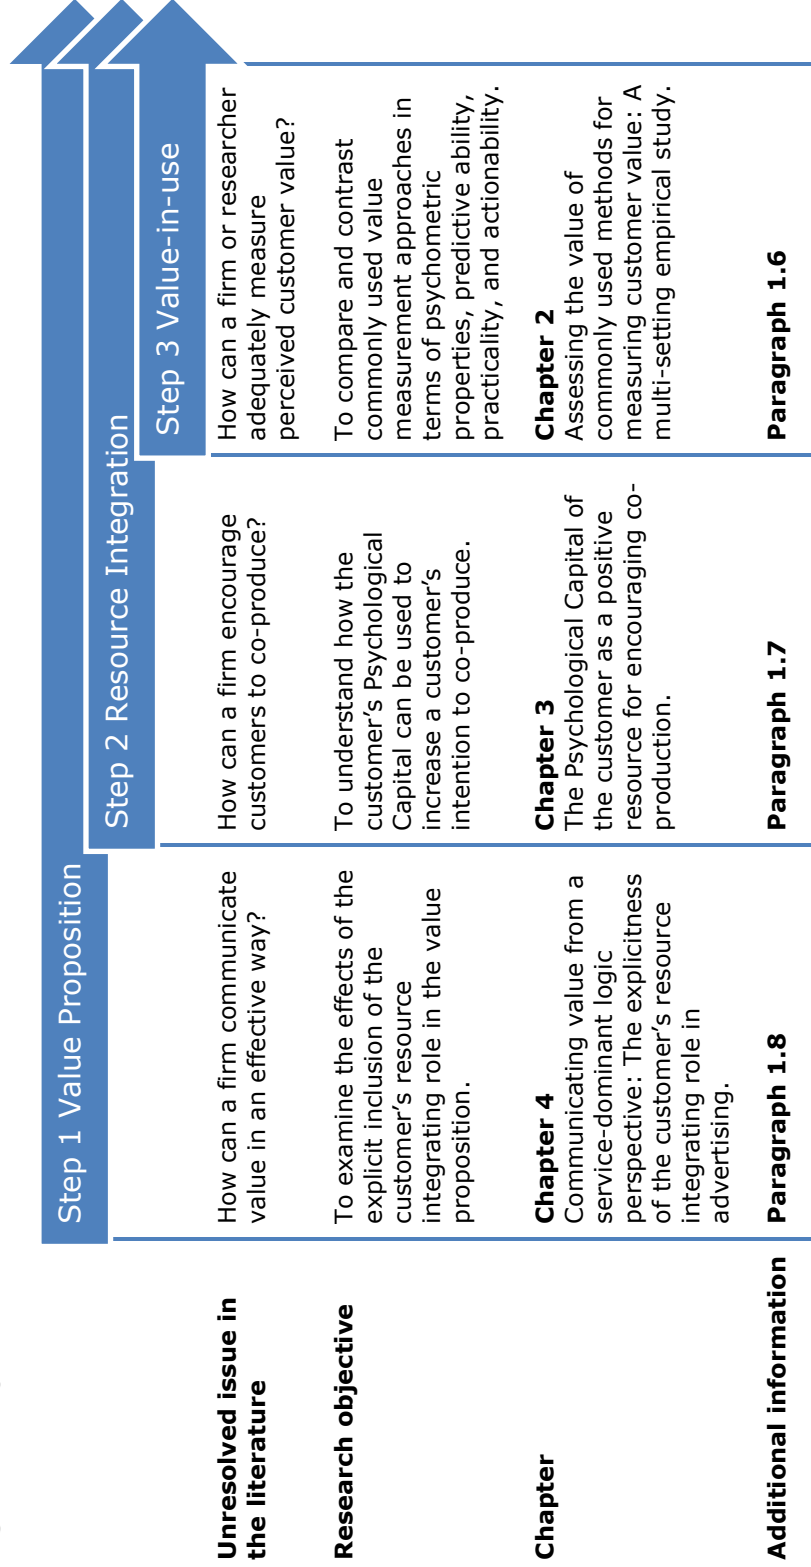 Step 1 Value Proposition
Step 2 Resource Integration
Step 3 Value-in-use
Unresolved issue in
the literature
How can a firm communicate
value in an effective way?
How can a firm encourage
customers to co-produce?
How can a firm or researcher
adequately measure
perceived customer value?
Research objective
To examine the effects of the
explicit inclusion of the
customer’s resource
integrating role in the value
proposition.
To understand how the
customer’s Psychological
Capital can be used to
increase a customer’s
intention to co-produce.
To compare and contrast
commonly used value
measurement approaches in
terms of psychometric
properties, predictive ability,
practicality, and actionability.
Chapter
Chapter 4
Communicating value from a
service-dominant logic
perspective: The explicitness
of the customer’s resource
integrating role in
advertising.
Chapter 3
The Psychological Capital of
the customer as a positive
resource for encouraging co-
production.
Chapter 2
Assessing the value of
commonly used methods for
measuring customer value: A
multi-setting empirical study.
Additional information
Paragraph 1.8
Paragraph 1.7
Paragraph 1.6